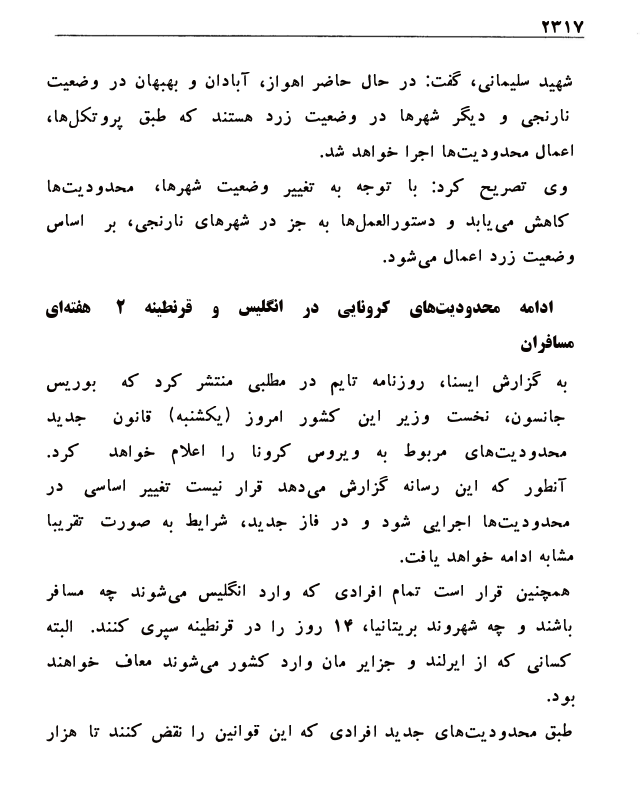 ۲۳۱۷
شهید سلیمانی، گفت: در حال حاضر اهواز، آبادان و بهبهان در وضعیت
نارنجی و دیگر شهرها در وضعیت زرد هستند که طبق پروتکل‌ها،
اعمال محدودیت‌ها اجرا خواهد شد.
وی تصریح کرد: با توجه به تغییر وضعیت شهرها، محدودیت‌ها
کاهش می‌یابد و دستورالعمل‌ها به جز در شهرهای نارنجی، بر اساس
وضعیت زرد اعمال می‌شود.
ادامه محدودیت‌های کرونایی در انگلیس و قرنطینه ۲ هفته‌ای
مسافران
به گزارش ایسنا، روزنامه تایم در مطلبی منتشر کرد که بوریس
جانسون، نخست وزیر این کشور امروز (یکشنبه) قانون جدید
محدودیت‌های مربوط به ویروس کرونا را اعلام خواهد کرد.
آنطور که این رسانه گزارش می‌دهد قرار نیست تغییر اساسی در
محدودیت‌ها اجرایی شود و در فاز جدید، شرایط به صورت تقریبا
مشابه ادامه خواهد یافت.
همچنین قرار است تمام افرادی که وارد انگلیس می‌شوند چه مسافر
باشند و چه شهروند بریتانیا، ۱۴ روز را در قرنطینه سپری کنند. البته
کسانی که از ایرلند و جزایر مان وارد کشور می‌شوند معاف خواهند
بود.
طبق محدودیت‌های جدید افرادی که این قوانین را نقض کنند تا هزار